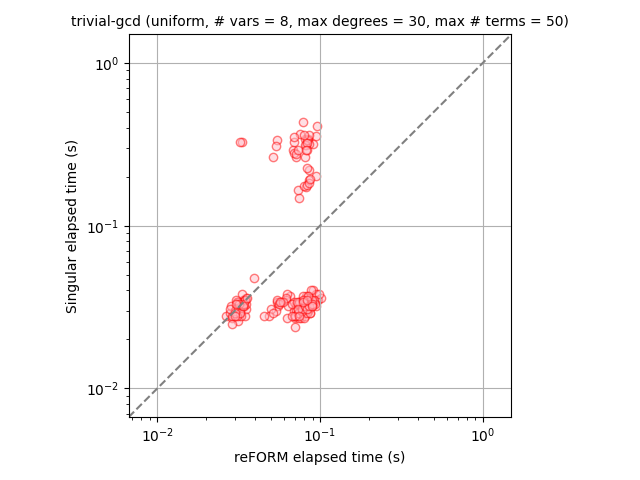 trivial-gcd (uniform, # vars = 8, max degrees = 30, max # terms = 50)
10⁰
10⁻¹
10⁻²
Singular elapsed time (s)
10⁻² 10⁻¹ 10⁰
reFORM elapsed time (s)